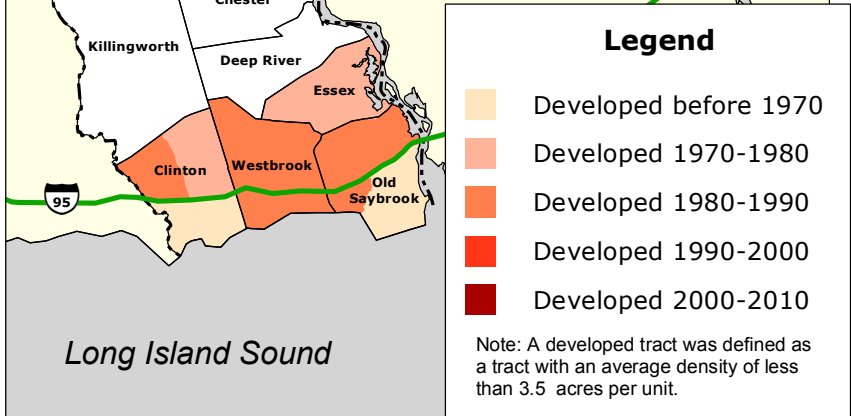 Chester
Killingworth
Deep River
Essex
Clinton
Westbrook
Old
Saybrook
95
Long Island Sound
Legend
Developed before 1970
Developed 1970-1980
Developed 1980-1990
Developed 1990-2000
Developed 2000-2010
Note: A developed tract was defined as
a tract with an average density of less
than 3.5 acres per unit.